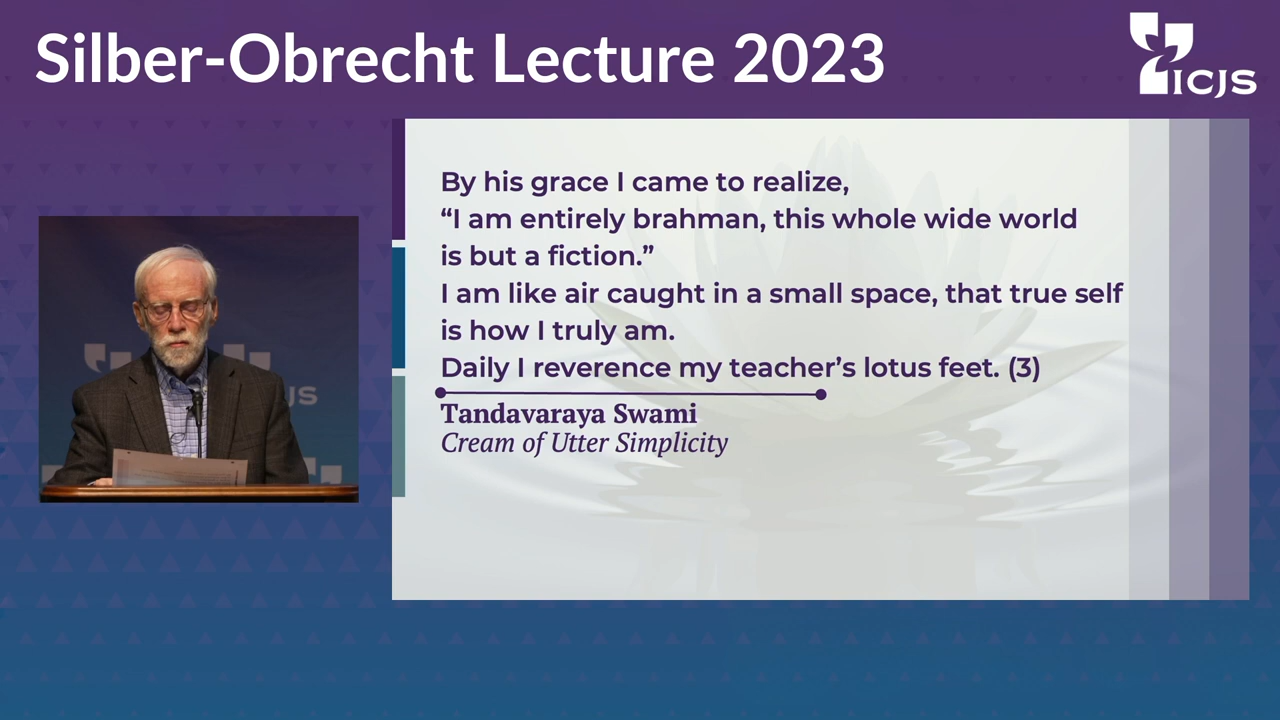 Silber-Obrecht Lecture 2023
ICJS
By his grace I came to realize,
“I am entirely brahman, this whole wide world
is but a fiction.”
I am like air caught in a small space, that true self
is how I truly am.
Daily I reverence my teacher’s lotus feet. (3)
Tandavaraya Swami
Cream of Utter Simplicity